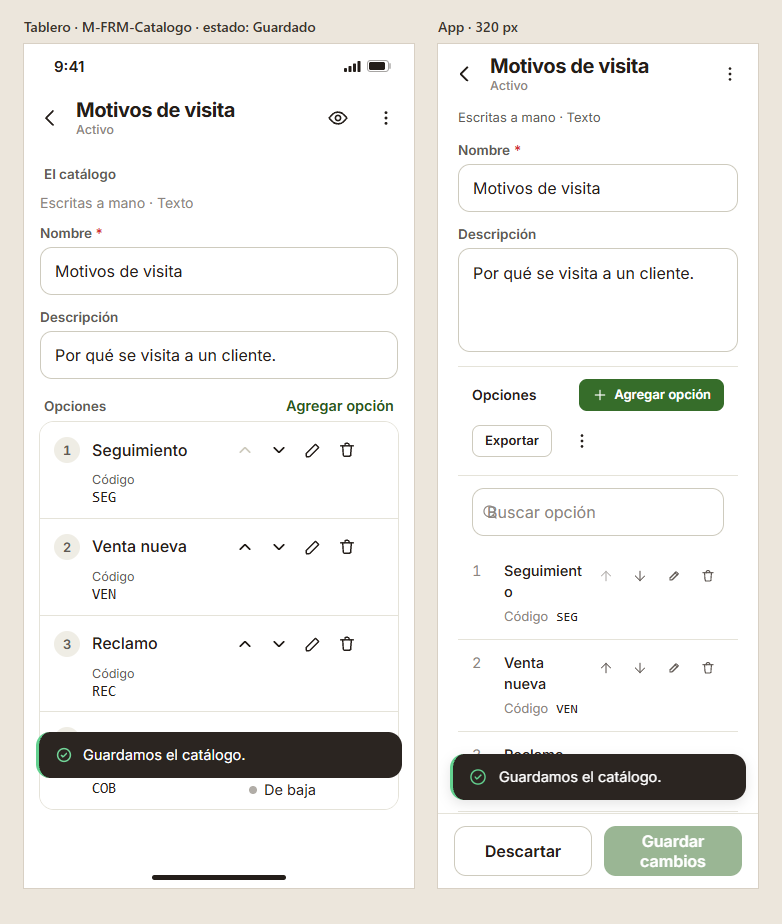 Tablero · M-FRM-Catalogo · estado: Guardado
9:41
Motivos de visita
Activo
El catálogo
Escritas a mano · Texto
Nombre *
Motivos de visita
Descripción
Por qué se visita a un cliente.
Opciones
Agregar opción
1
Seguimiento
Código
SEG
2
Venta nueva
Código
VEN
3
Reclamo
Código
REC
Guardamos el catálogo.
COB
De baja
App · 320 px
Motivos de visita
Activo
Escritas a mano · Texto
Nombre *
Motivos de visita
Descripción
Por qué se visita a un cliente.
Opciones
Agregar opción
Exportar
Buscar opción
1
Seguimient
o
Código SEG
2
Venta
nueva
Código VEN
3
Reclamo
Guardamos el catálogo.
Descartar
Guardar
cambios